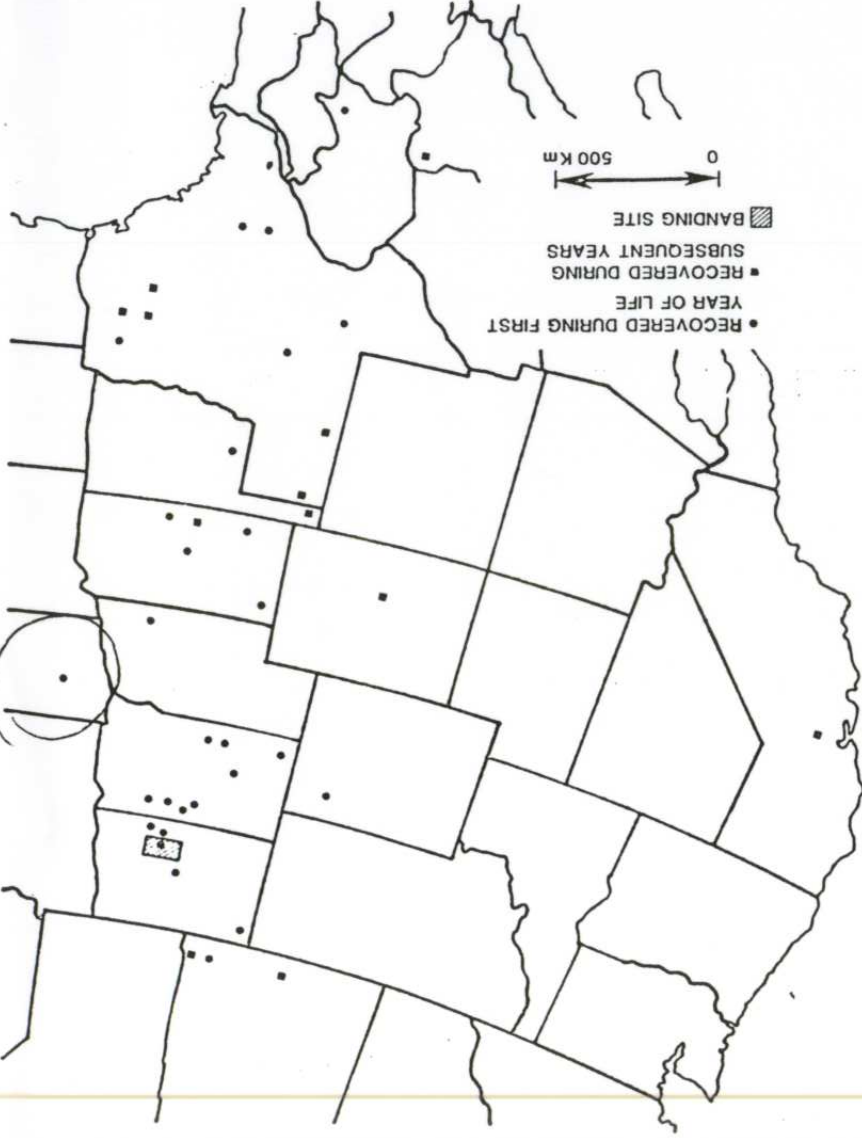 RECOVERED DURING FIRST
YEAR OF LIFE
RECOVERED DURING
SUBSEQUENT YEARS
BANDING SITE
0 500 Km